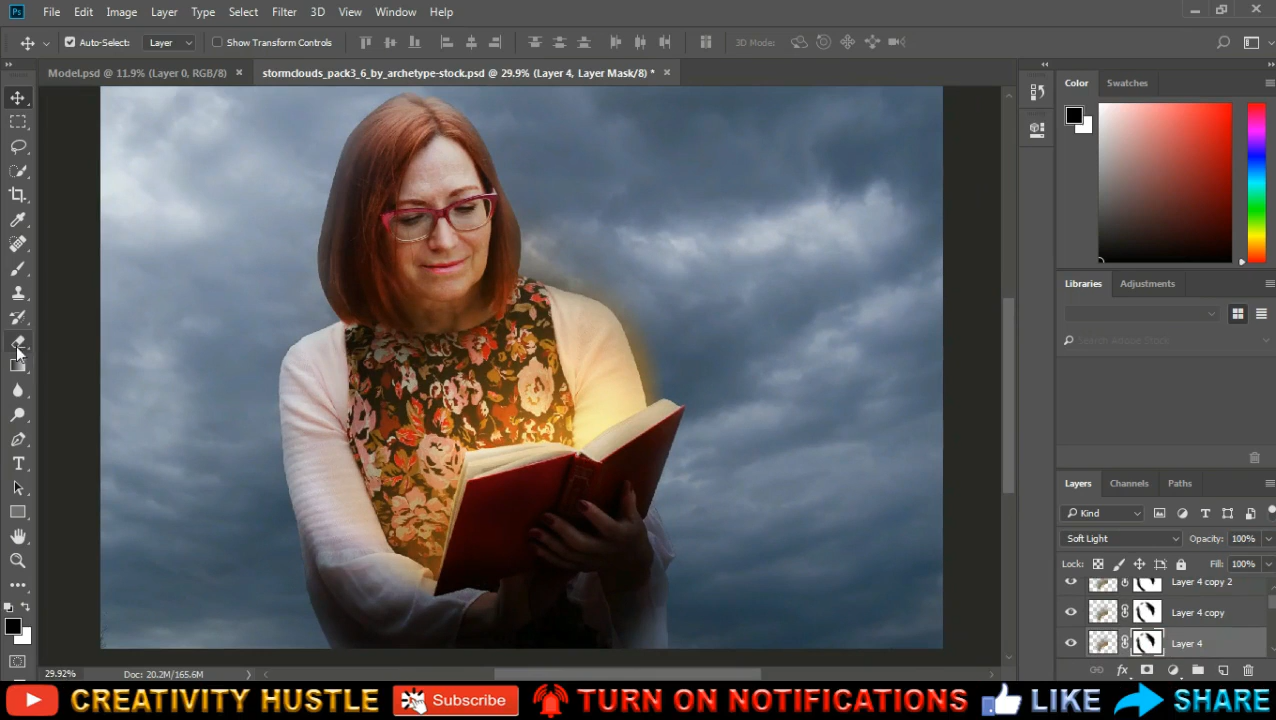 Ps File Edit Image Layer Type Select Filter 3D View Window Help
Auto-Select: Layer Show Transform Controls 3D Mode:
Model.psd @ 11.9% (Layer 0, RGB/8) × stormclouds_pack3_6_by_archetype-stock.psd @ 29.9% (Layer 4, Layer Mask/8) * ×
Color Swatches
Libraries Adjustments
Search Adobe Stock
Layers Channels Paths
Kind
Soft Light Opacity: 100%
Lock: Fill: 100%
Layer 4 copy 2
Layer 4 copy
Layer 4
29.92% Doc: 20.2M/165.6M
CREATIVITY HUSTLE Subscribe TURN ON NOTIFICATIONS LIKE SHARE